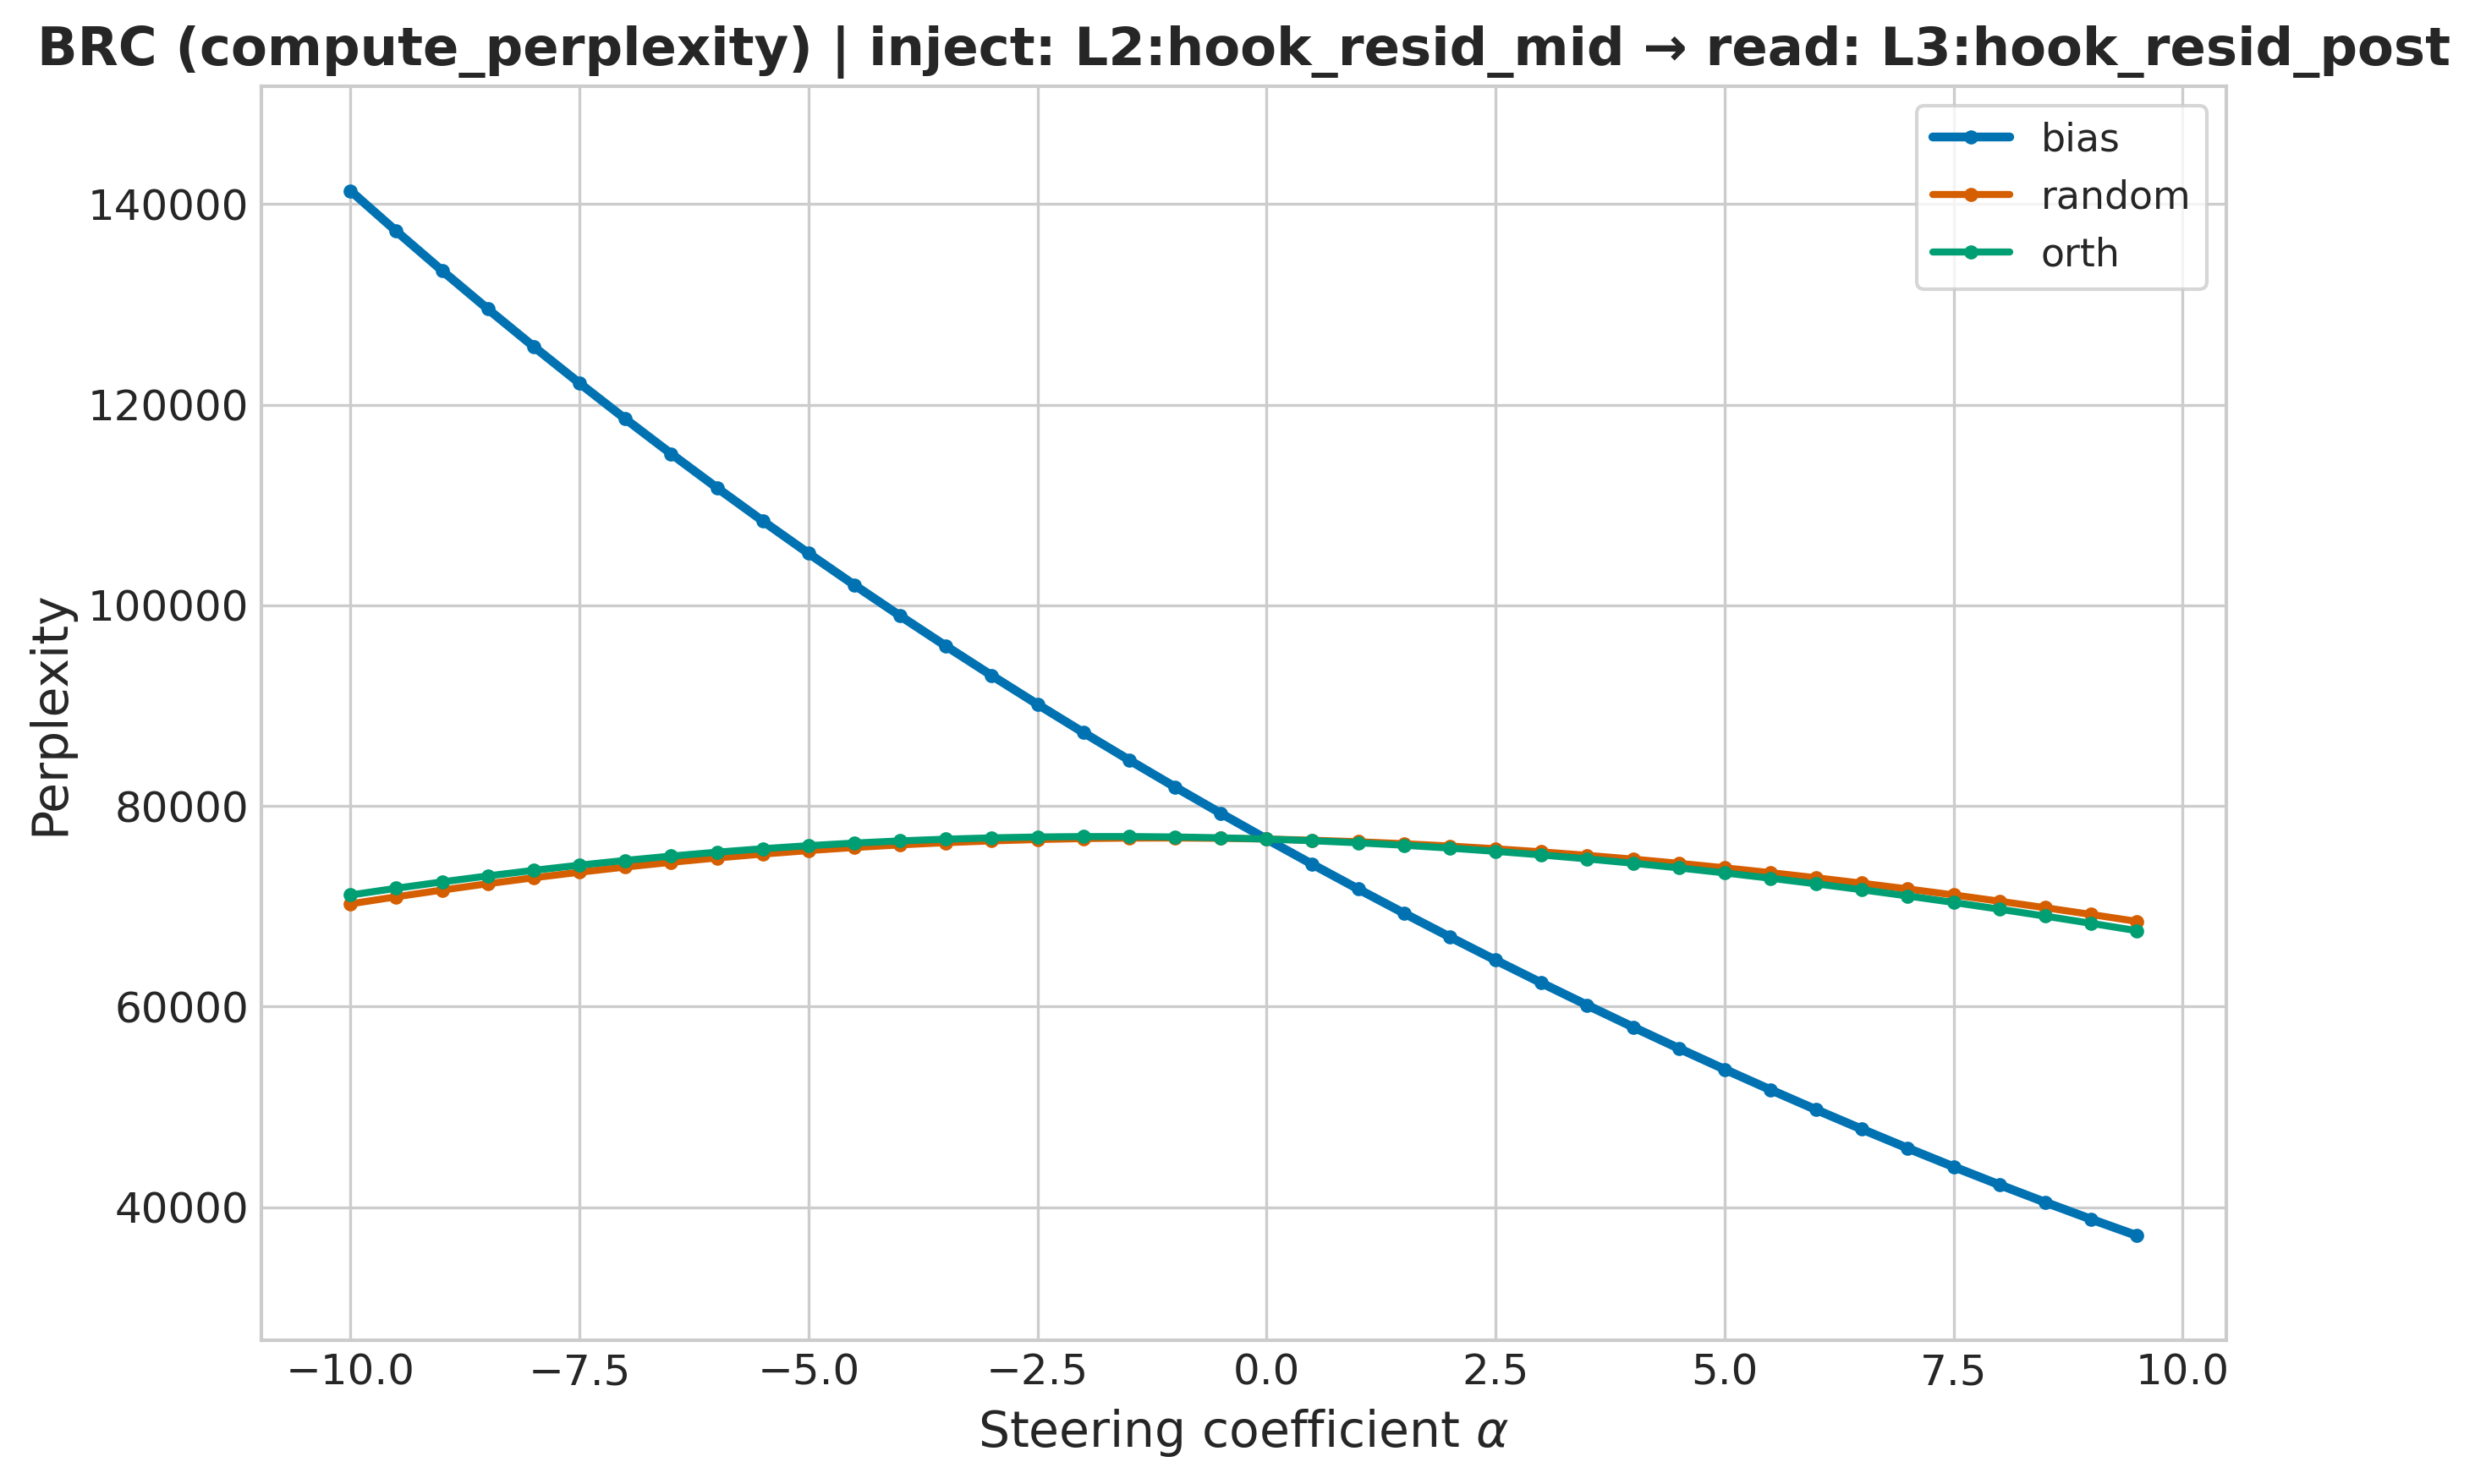 BRC (compute_perplexity) | inject: L2:hook_resid_mid → read: L3:hook_resid_post
bias
random
orth
Perplexity
140000
120000
100000
80000
60000
40000
−10.0 −7.5 −5.0 −2.5 0.0 2.5 5.0 7.5 10.0
Steering coefficient α